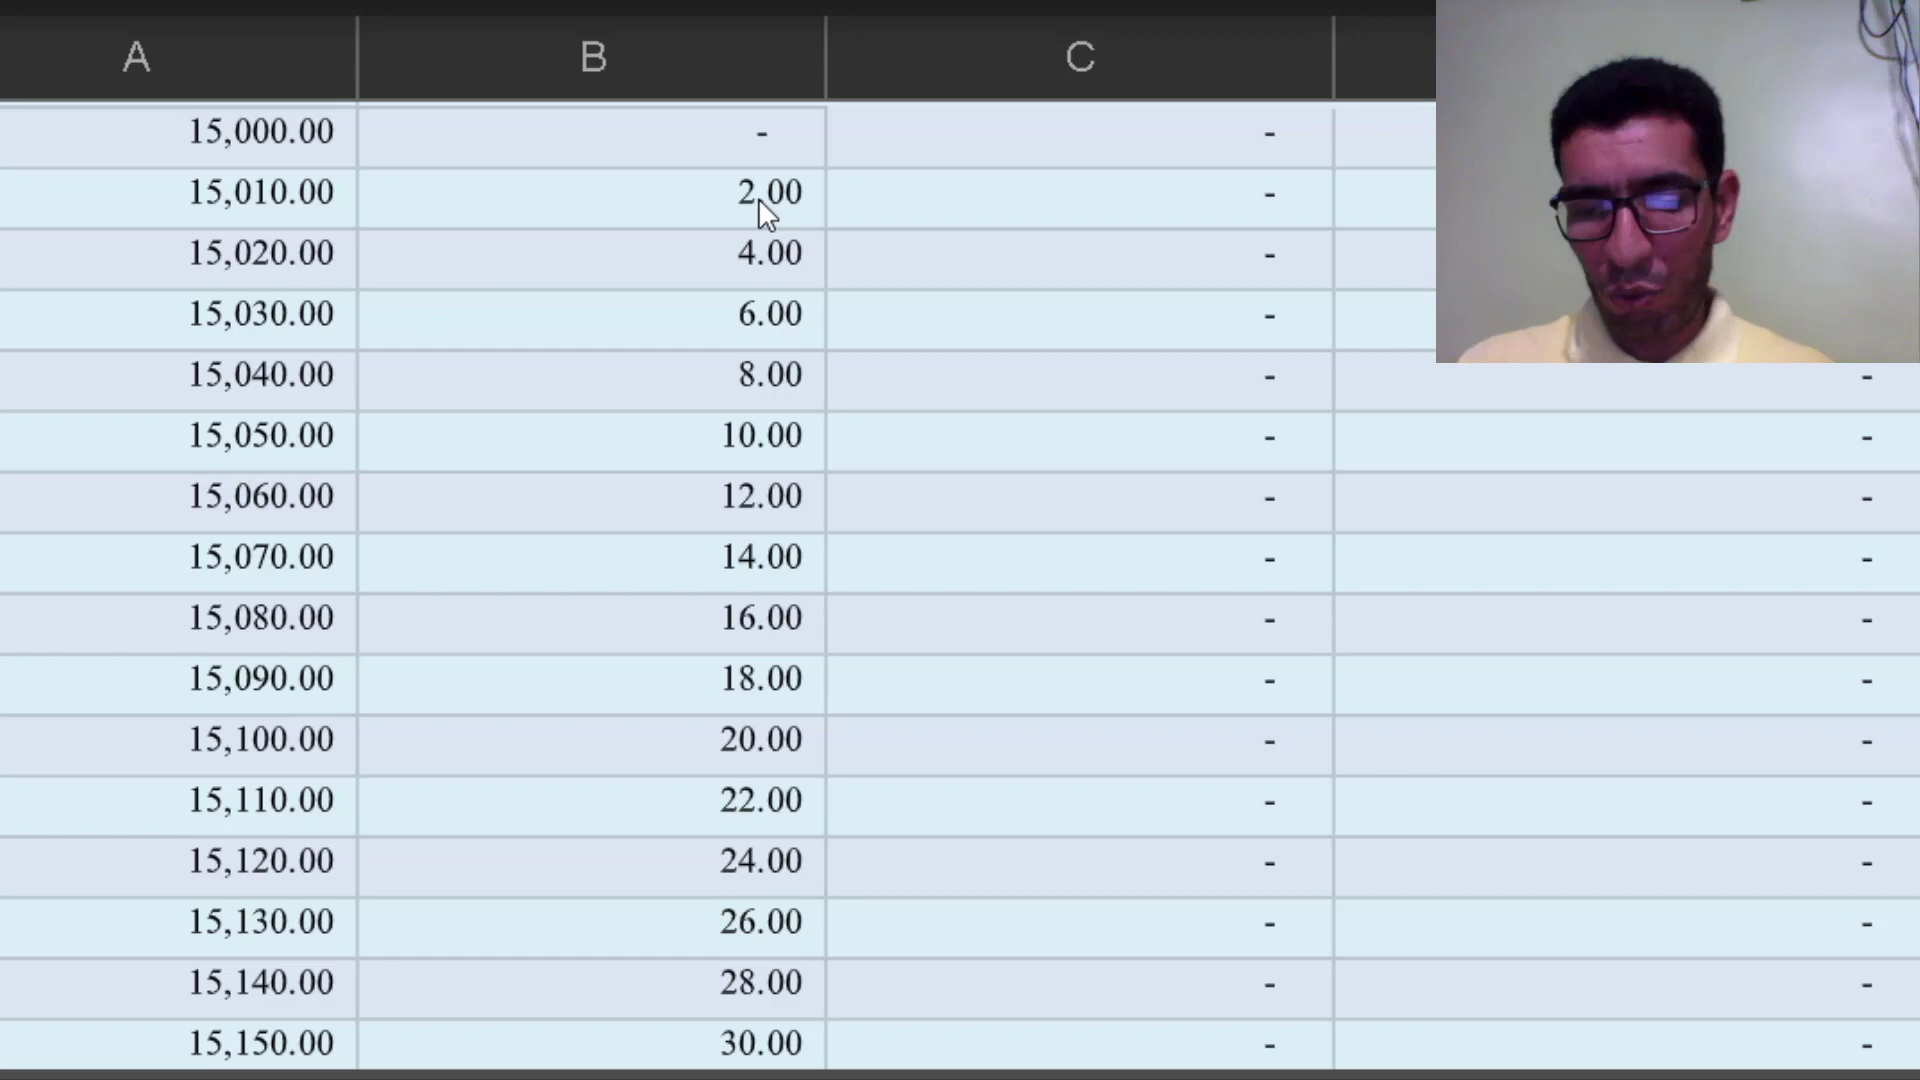 A B C
15,000.00 - -
15,010.00 2.00 -
15,020.00 4.00 -
15,030.00 6.00 -
15,040.00 8.00 - -
15,050.00 10.00 - -
15,060.00 12.00 - -
15,070.00 14.00 - -
15,080.00 16.00 - -
15,090.00 18.00 - -
15,100.00 20.00 - -
15,110.00 22.00 - -
15,120.00 24.00 - -
15,130.00 26.00 - -
15,140.00 28.00 - -
15,150.00 30.00 - -